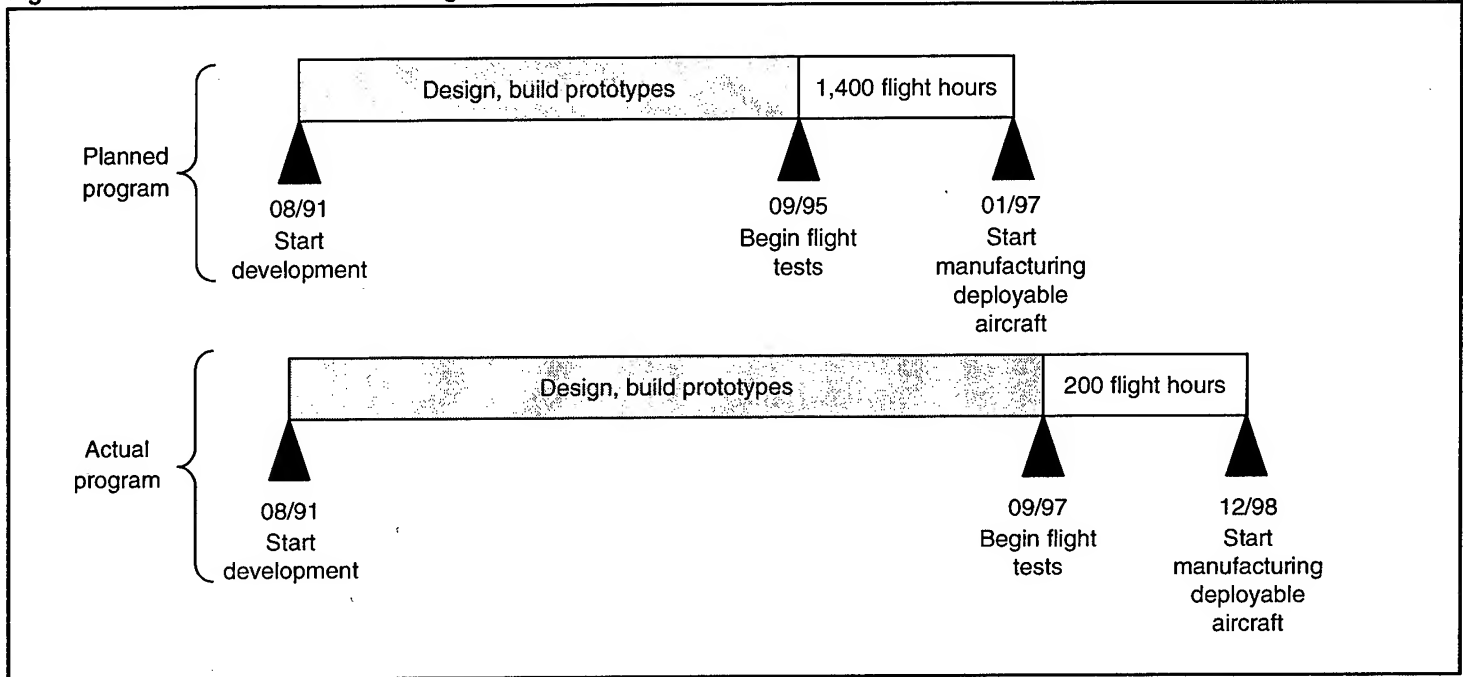 Design, build prototypes
1,400 flight hours
Planned
program
08/91
Start
development
09/95
Begin flight
tests
01/97
Start
manufacturing
deployable
aircraft
Design, build prototypes
200 flight hours
Actual
program
08/91
Start
development
09/97
Begin flight
tests
12/98
Start
manufacturing
deployable
aircraft